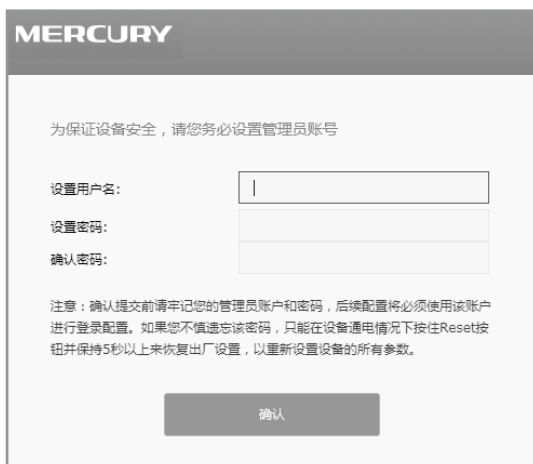 MERCURY
为保证设备安全，请您务必设置管理员账号
设置用户名：
设置密码：
确认密码：
注意：确认提交前请牢记您的管理员账户和密码，后续配置将必须使用该账户
进行登录配置。如果您不慎遗忘该密码，只能在设备通电情况下按住Reset按
钮并保持5秒以上来恢复出厂设置，以重新设置设备的所有参数。
确认